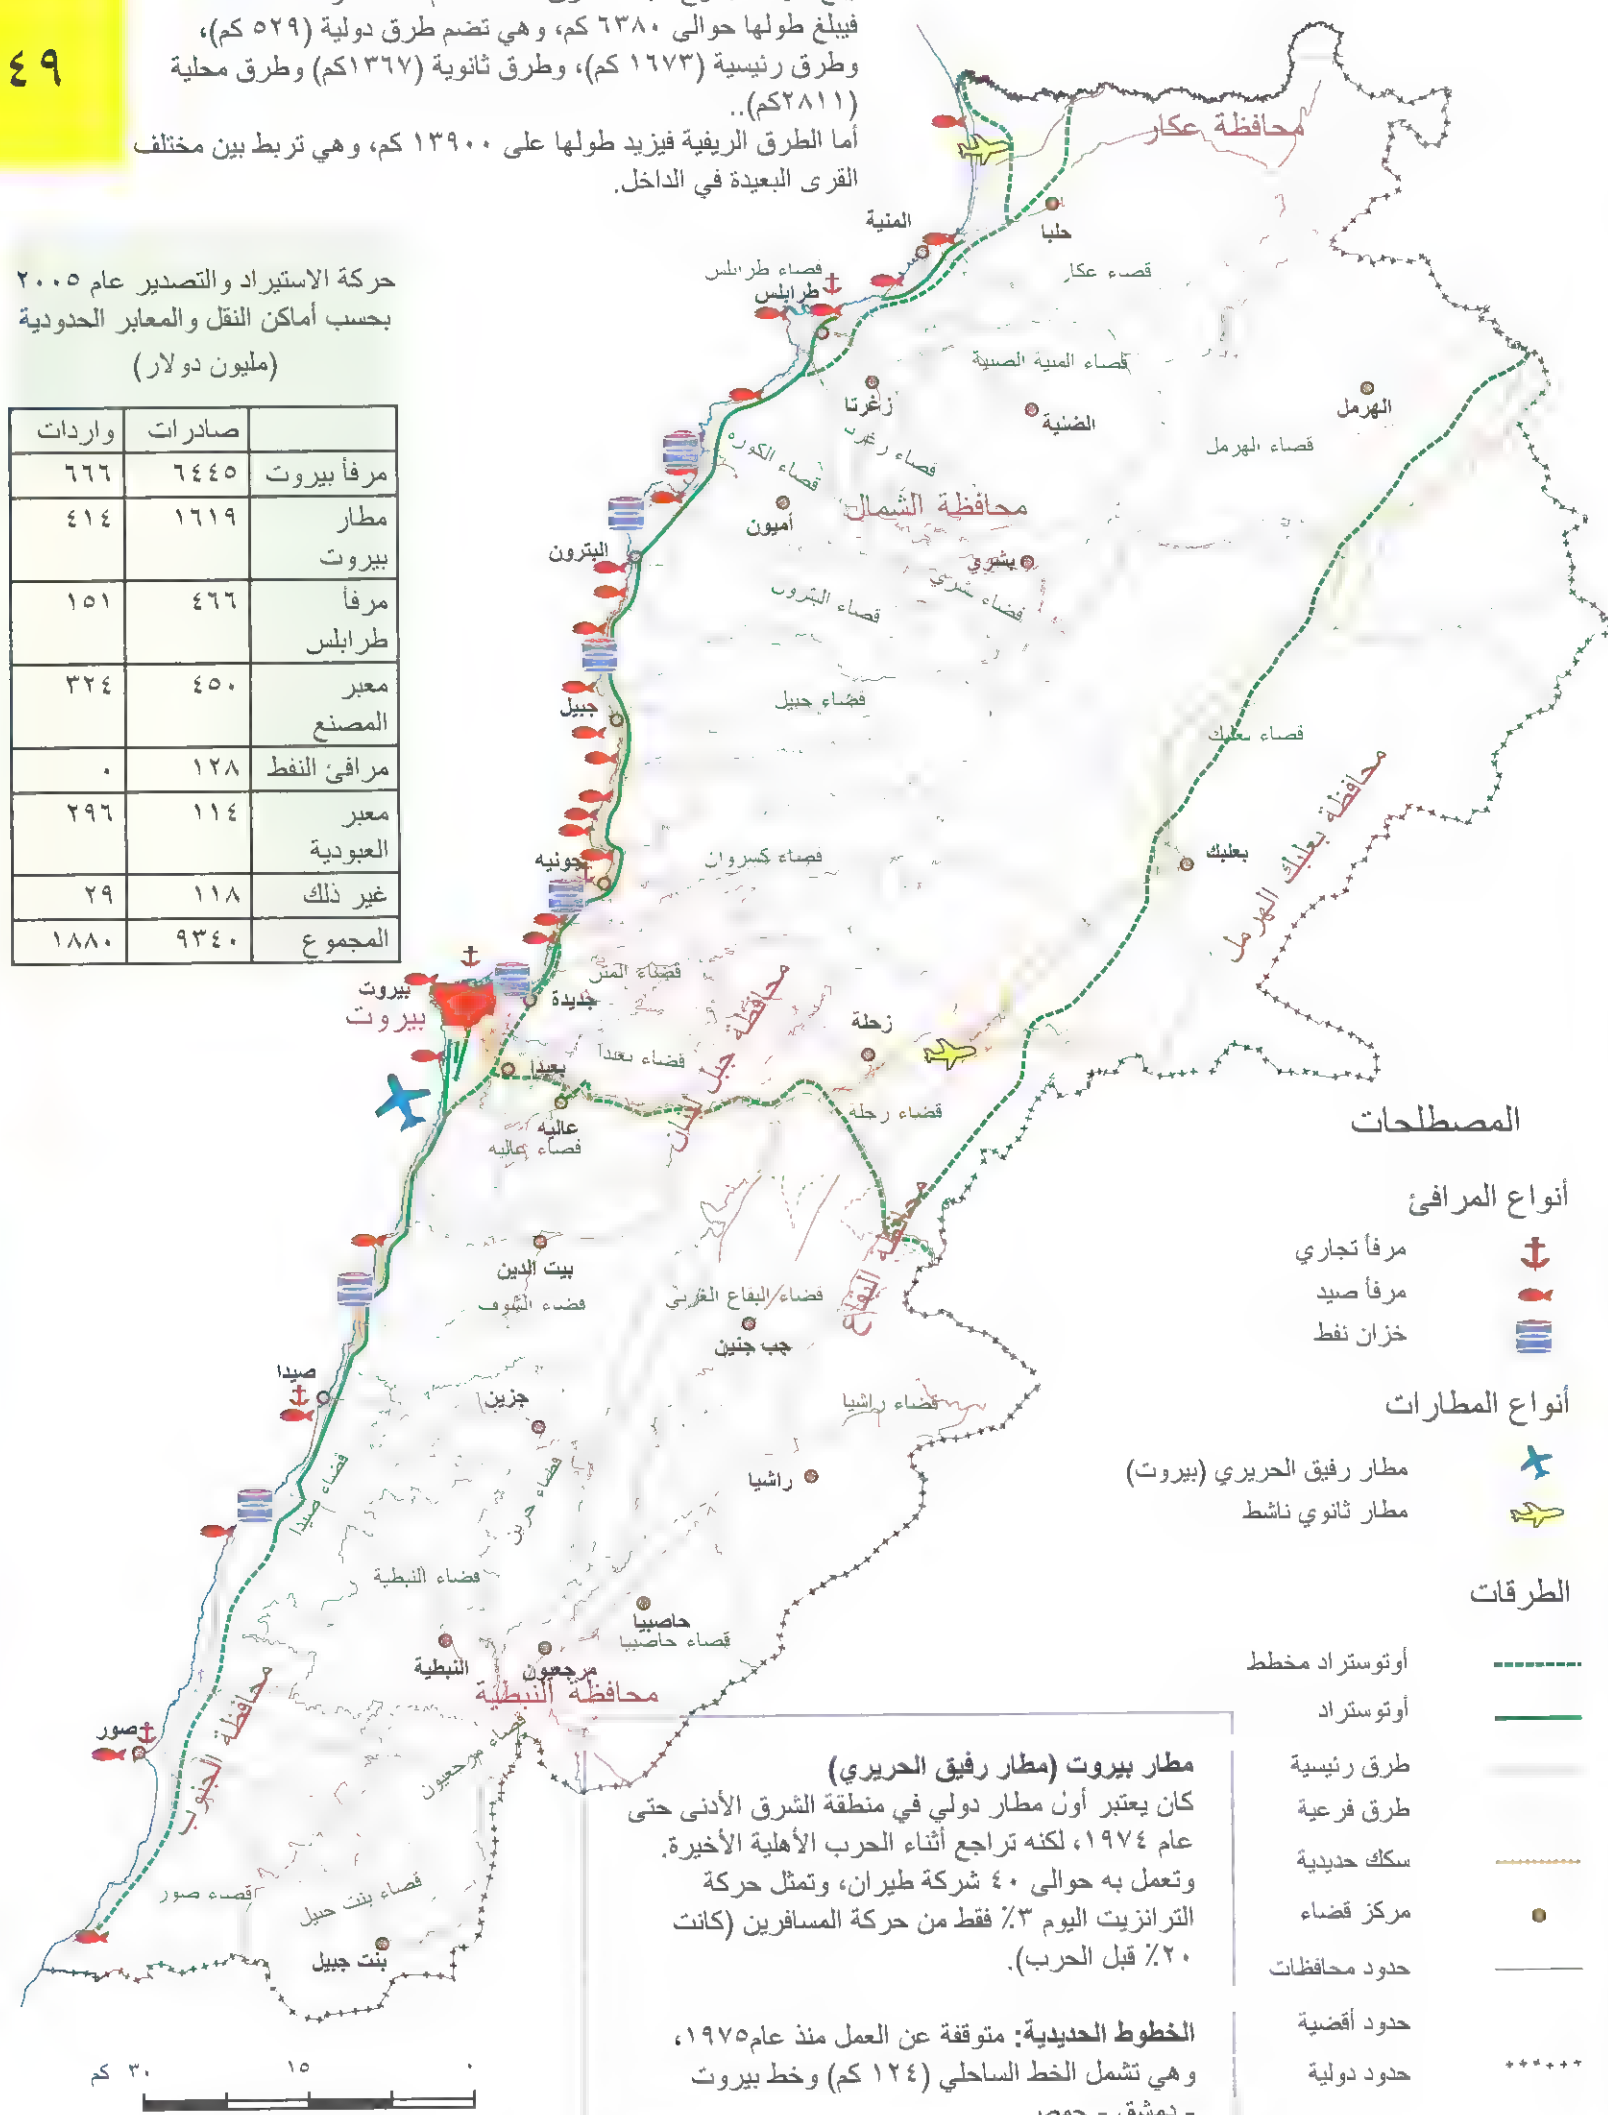 ٤٩
فيبلغ طولها حوالى ٦٣٨٠ كم، وهي تضم طرق دولية (٥٢٩ كم)،
وطرق رئيسية (١٦٧٣ كم)، وطرق ثانوية (١٣٦٧كم) وطرق محلية
(٢٨١١كم)..
أما الطرق الريفية فيزيد طولها على ١٣٩٠٠ كم، وهي تربط بين مختلف
القرى البعيدة في الداخل.
حركة الاستيراد والتصدير عام ٢٠٠٥
بحسب أماكن النقل والمعابر الحدودية
(مليون دولار)
صادرات واردات
مرفأ بيروت ٦٤٤٥ ٦٦٦
مطار ١٦١٩ ٤١٤
بيروت
مرفأ ٤٦٦ ١٥١
طرابلس
معبر ٤٥٠ ٣٢٤
المصنع
مرافئ النفط ١٢٨ ٠
معبر ١١٤ ٢٩٦
العبودية
غير ذلك ١١٨ ٢٩
المجموع ٩٣٤٠ ١٨٨٠
محافظة عكار
حلبا
المنية
قضاء عكار
قضاء طرابلس
طرابلس
قضاء المنية الضنية
زغرتا
الضنية
الهرمل
قضاء الهرمل
قضاء زغرتا
قضاء الكورة
أميون
محافظة الشمال
البترون
بشري
قضاء بشري
قضاء البترون
جبيل
قضاء جبيل
قضاء بعلبك
محافظة بعلبك الهرمل
بعلبك
جونيه
قضاء كسروان
بيروت
بيروت
جديدة
قضاء المتن
محافظة جبل لبنان
زحلة
بعبدا
قضاء بعبدا
قضاء زحلة
عاليه
قضاء عاليه
محافظة البقاع
بيت الدين
قضاء الشوف
قضاء البقاع الغربي
جب جنين
صيدا
جزين
قضاء راشيا
راشيا
قضاء صيدا
قضاء جزين
قضاء النبطية
حاصبيا
قضاء حاصبيا
النبطية
مرجعيون
محافظة النبطية
قضاء مرجعيون
محافظة الجنوب
صور
قضاء صور
قضاء بنت جبيل
بنت جبيل
المصطلحات
أنواع المرافئ
مرفأ تجاري
مرفأ صيد
خزان نفط
أنواع المطارات
مطار رفيق الحريري (بيروت)
مطار ثانوي ناشط
الطرقات
أوتوستراد مخطط
أوتوستراد
طرق رئيسية
طرق فرعية
سكك حديدية
مركز قضاء
حدود محافظات
حدود أقضية
حدود دولية
مطار بيروت (مطار رفيق الحريري)
كان يعتبر أول مطار دولي في منطقة الشرق الأدنى حتى
عام ١٩٧٤، لكنه تراجع أثناء الحرب الأهلية الأخيرة.
وتعمل به حوالى ٤٠ شركة طيران، وتمثل حركة
الترانزيت اليوم ٣٪ فقط من حركة المسافرين (كانت
٢٠٪ قبل الحرب).
الخطوط الحديدية: متوقفة عن العمل منذ عام١٩٧٥،
وهي تشمل الخط الساحلي (١٢٤ كم) وخط بيروت
- دمشق - حمص
٠ ١٥ ٣٠ كم